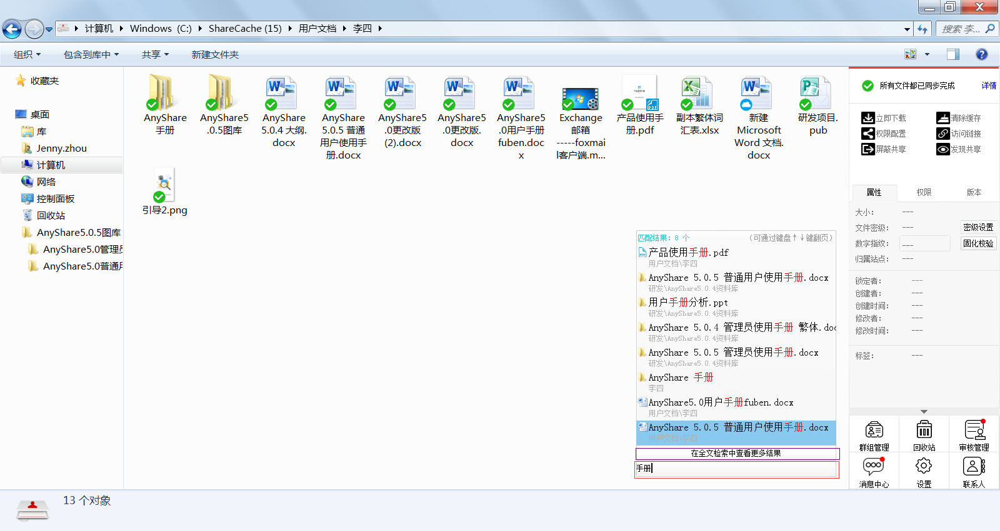 计算机 Windows (C:) ShareCache (15) 用户文档 李四
搜索 李...
组织 包含到库中 共享 新建文件夹
收藏夹
桌面
库
Jenny.zhou
计算机
网络
控制面板
回收站
AnyShare5.0.5图库
AnyShare5.0管理员
AnyShare5.0普通用
AnyShare
手册
AnyShare5
.0.5图库
AnyShare
5.0.4 大纲.
docx
AnyShare
5.0.5 普通
用户使用手
册.docx
AnyShare5
.0更改版
(2).docx
AnyShare5
.0更改版.
docx
AnyShare5
.0用户手册
fuben.doc
x
Exchange
邮箱
-----foxmai
l客户端.m...
产品使用手
册.pdf
副本繁体词
汇表.xlsx
新建
Microsoft
Word 文档.
docx
研发项目.
pub
引导2.png
匹配结果: 8 个 (可通过键盘↑↓键翻页)
产品使用手册.pdf
用户文档\李四
AnyShare 5.0.5 普通用户使用手册.docx
研发\AnyShare5.0.4资料库
用户手册分析.ppt
研发\AnyShare5.0.4资料库
AnyShare 5.0.4 管理员使用手册 繁体.doc
研发\AnyShare5.0.4资料库
AnyShare 5.0.5 管理员使用手册.docx
研发\AnyShare5.0.4资料库
AnyShare 手册
李四
AnyShare5.0用户手册fuben.docx
用户文档\李四
AnyShare 5.0.5 普通用户使用手册.docx
用户文档\李四
在全文检索中查看更多结果
手册
所有文件都已同步完成 详情
立即下载 清除缓存
权限配置 访问链接
屏蔽共享 发现共享
属性 权限 版本
大小: ---
文件密级: --- 密级设置
数字指纹: --- 固化校验
归属站点: ---
锁定者: ---
创建者: ---
创建时间: ---
修改者: ---
修改时间: ---
标签: ---
群组管理 回收站 审核管理
消息中心 设置 联系人
13 个对象